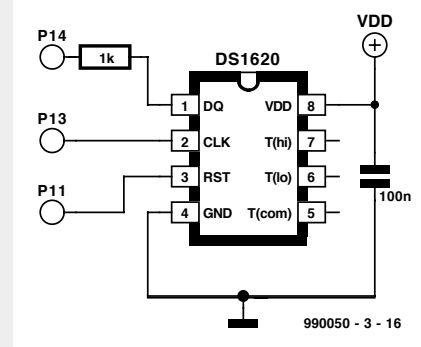 VDD
P14
DS1620
1k
1 DQ VDD 8
P13
2 CLK T(hi) 7
P11
3 RST T(lo) 6
100n
4 GND T(com) 5
990050 - 3 - 16